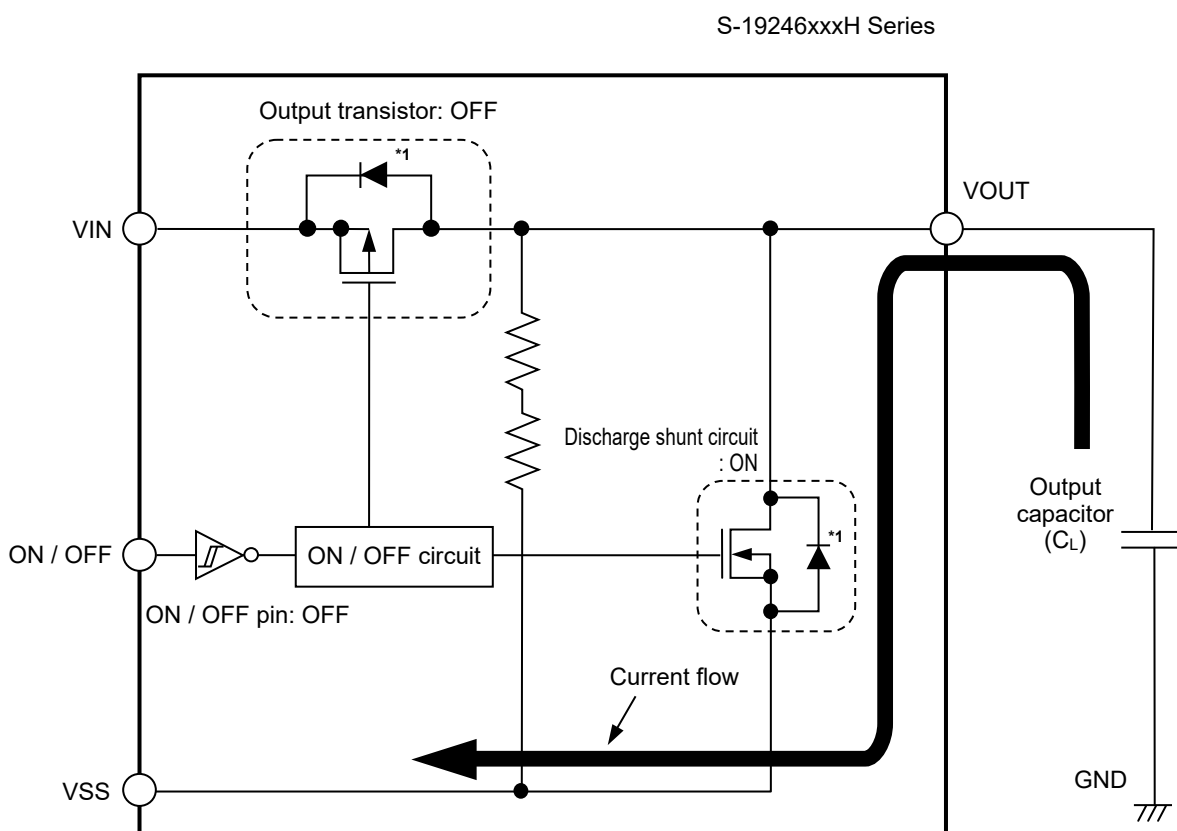 S-19246xxxH Series
Output transistor: OFF
*1
VOUT
VIN
Discharge shunt circuit
: ON
*1
Output
capacitor
(CL)
ON / OFF
ON / OFF circuit
ON / OFF pin: OFF
Current flow
VSS
GND